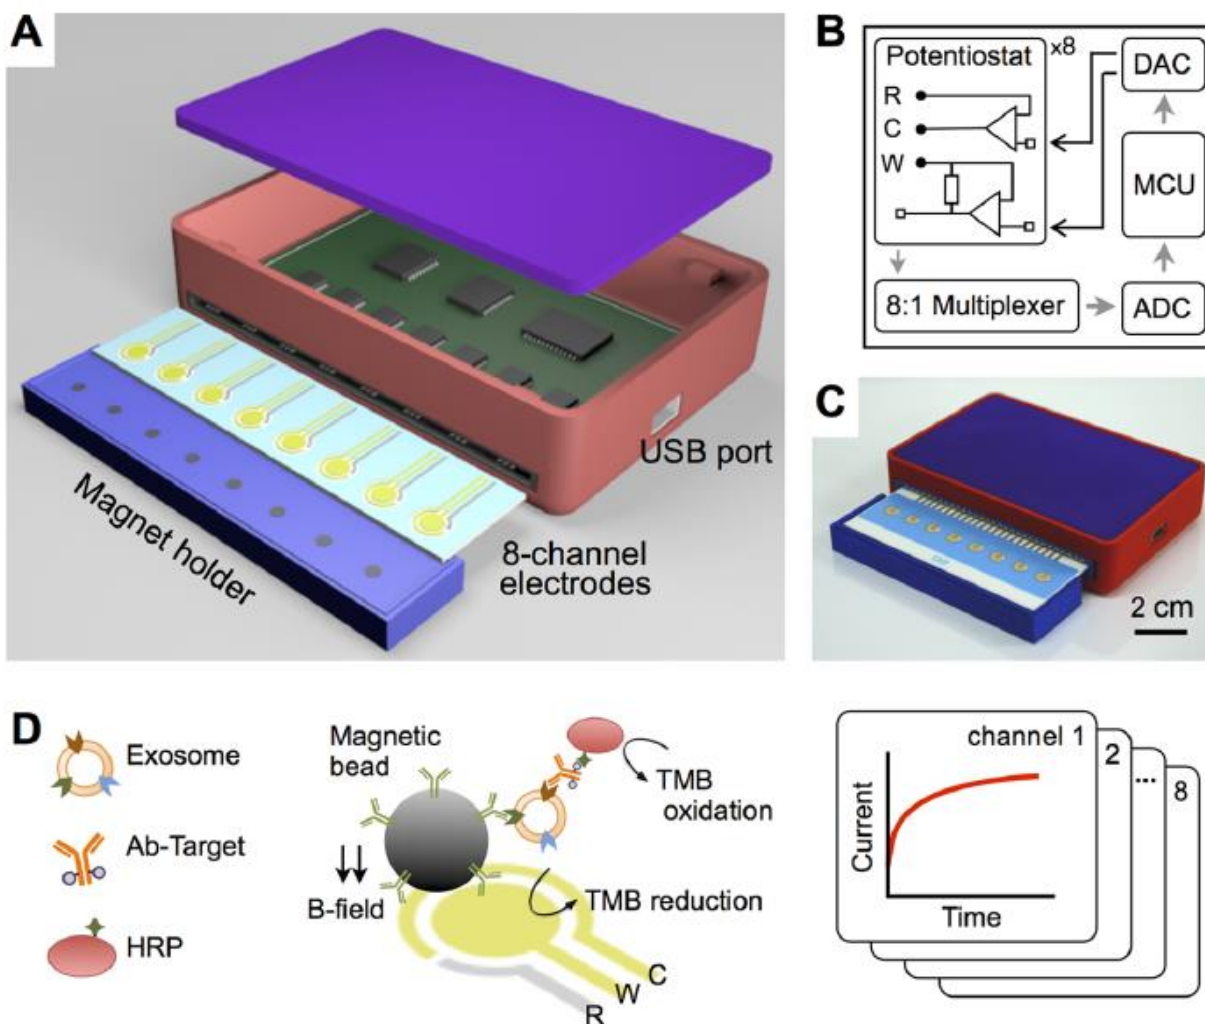 A
USB port
Magnet holder
8-channel
electrodes
B
Potentiostat
x8
R
C
W
DAC
MCU
8:1 Multiplexer
ADC
C
2 cm
D
Exosome
Ab-Target
HRP
Magnetic
bead
B-field
TMB
oxidation
TMB reduction
C
W
R
channel 1
2
...
8
Current
Time